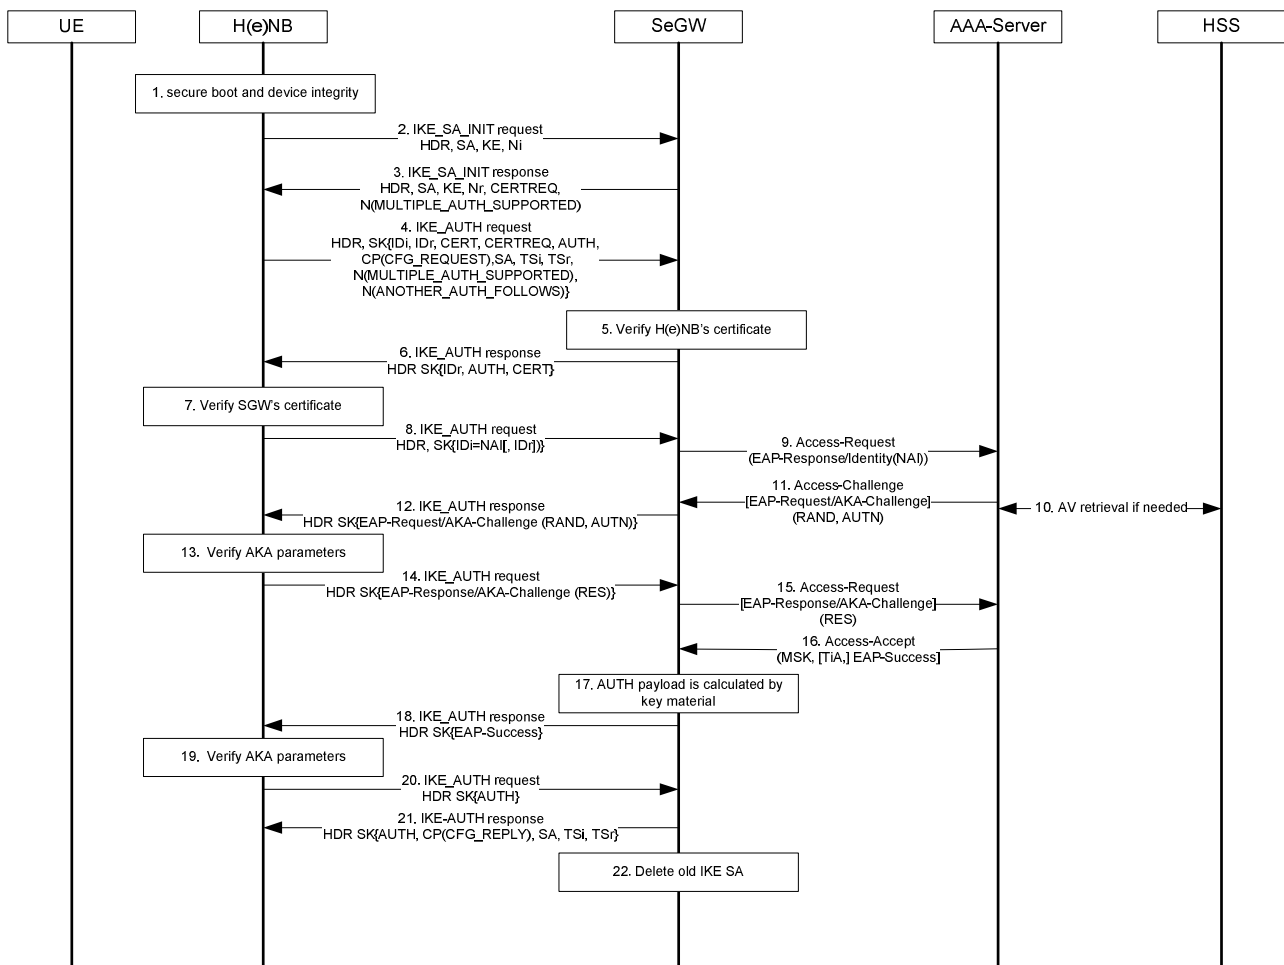 UE
H(e)NB
SeGW
AAA-Server
HSS
1. secure boot and device integrity
2. IKE_SA_INIT request
HDR, SA, KE, Ni
3. IKE_SA_INIT response
HDR, SA, KE, Nr, CERTREQ,
N(MULTIPLE_AUTH_SUPPORTED)
4. IKE_AUTH request
HDR, SK{IDi, IDr, CERT, CERTREQ, AUTH,
CP(CFG_REQUEST),SA, TSi, TSr,
N(MULTIPLE_AUTH_SUPPORTED),
N(ANOTHER_AUTH_FOLLOWS)}
5. Verify H(e)NB's certificate
6. IKE_AUTH response
HDR SK{IDr, AUTH, CERT}
7. Verify SGW's certificate
8. IKE_AUTH request
HDR, SK{IDi=NAI[, IDr])}
9. Access-Request
(EAP-Response/Identity(NAI))
11. Access-Challenge
[EAP-Request/AKA-Challenge]
(RAND, AUTN)
10. AV retrieval if needed
12. IKE_AUTH response
HDR SK{EAP-Request/AKA-Challenge (RAND, AUTN)}
13. Verify AKA parameters
14. IKE_AUTH request
HDR SK{EAP-Response/AKA-Challenge (RES)}
15. Access-Request
[EAP-Response/AKA-Challenge]
(RES)
16. Access-Accept
(MSK, [TiA,] EAP-Success]
17. AUTH payload is calculated by
key material
18. IKE_AUTH response
HDR SK{EAP-Success}
19. Verify AKA parameters
20. IKE_AUTH request
HDR SK{AUTH}
21. IKE-AUTH response
HDR SK{AUTH, CP(CFG_REPLY), SA, TSi, TSr}
22. Delete old IKE SA